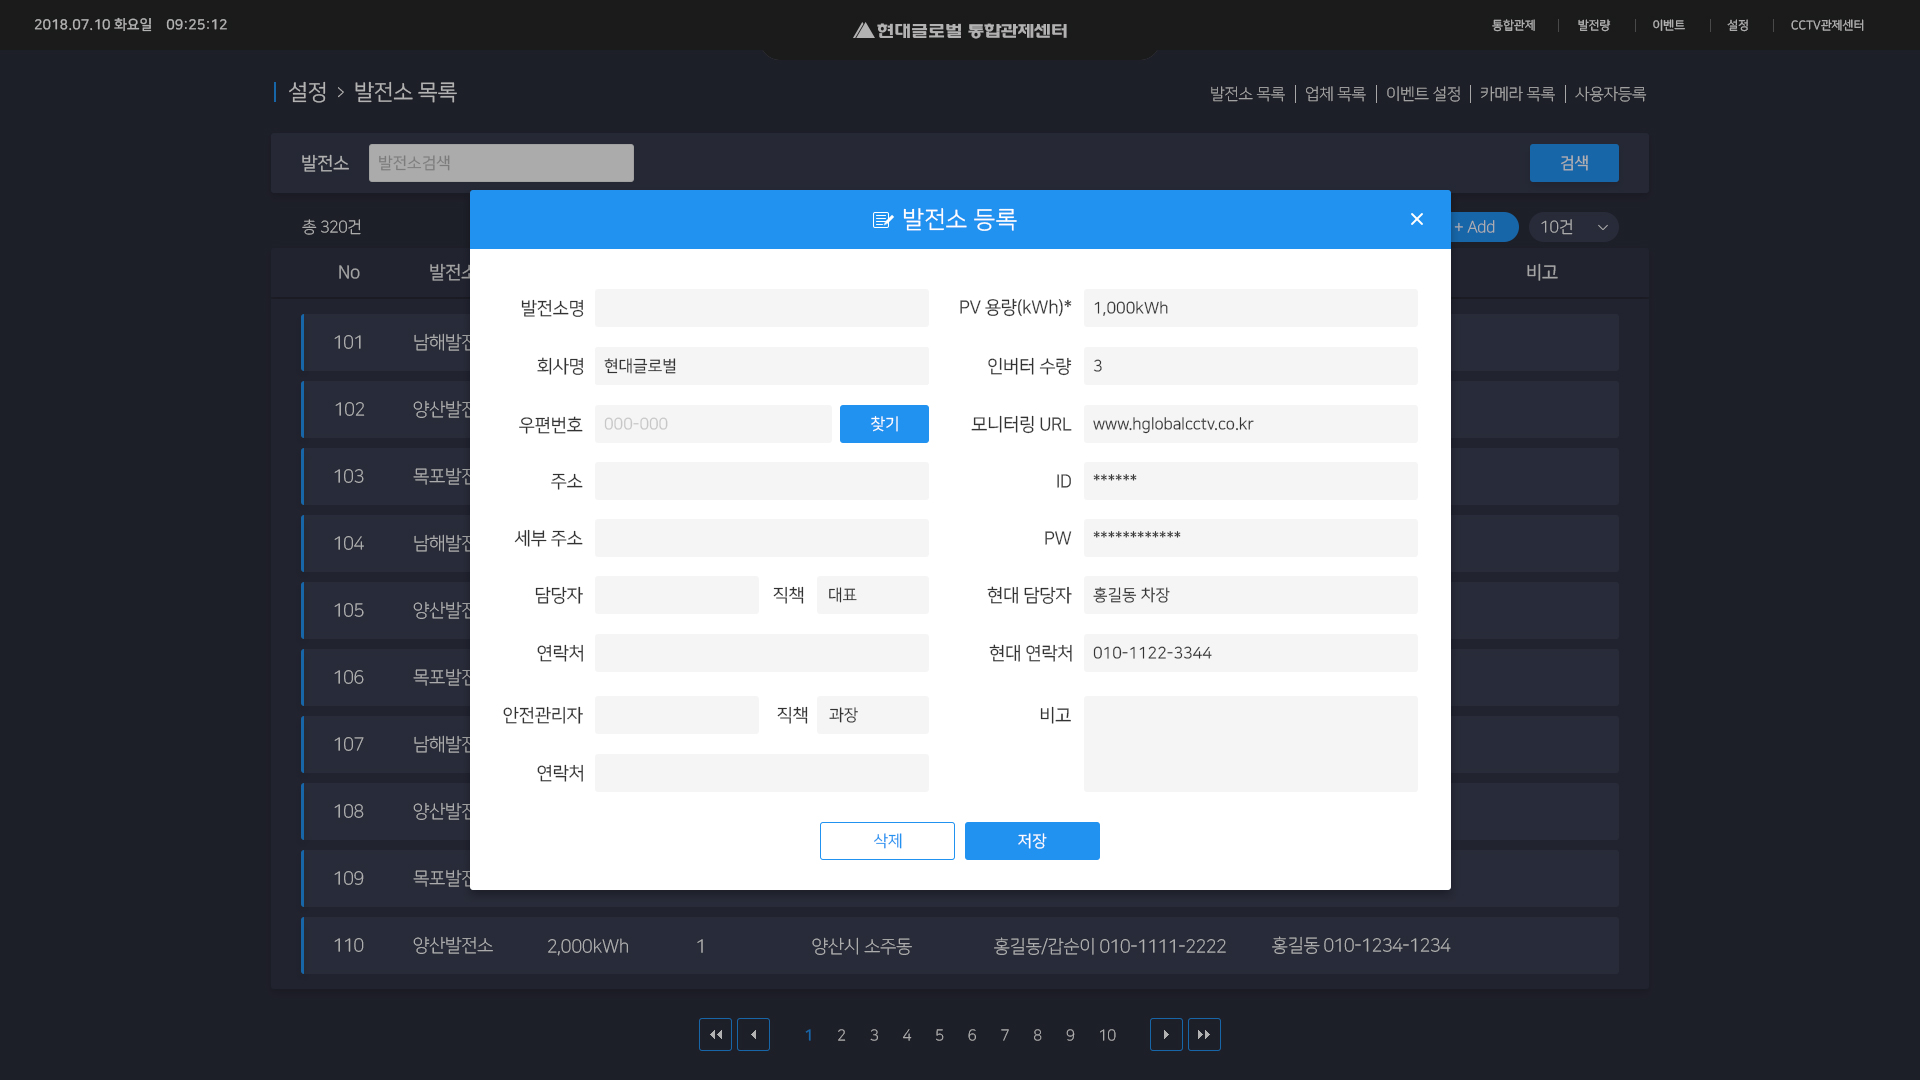 2018.07.10 화요일 09:25:12
현대글로벌 통합관제센터
통합관제 발전량 이벤트 설정 CCTV관제센터
설정 > 발전소 목록
발전소 목록 업체 목록 이벤트 설정 카메라 목록 사용자등록
발전소 발전소검색 검색
총 320건 + Add 10건
No 비고
발전소 등록
발전소명 PV 용량(kWh)* 1,000kWh
회사명 현대글로벌 인버터 수량 3
우편번호 000-000 찾기 모니터링 URL www.hglobalcctv.co.kr
주소 ID ******
세부 주소 PW ************
담당자 직책 대표 현대 담당자 홍길동 차장
연락처 현대 연락처 010-1122-3344
안전관리자 직책 과장 비고
연락처
삭제 저장
101 남해발전
102 양산발전
103 목포발전
104 남해발전
105 양산발전
106 목포발전
107 남해발전
108 양산발전
109 목포발전
110 양산발전소 2,000kWh 1 양산시 소주동 홍길동/갑순이 010-1111-2222 홍길동 010-1234-1234
1 2 3 4 5 6 7 8 9 10